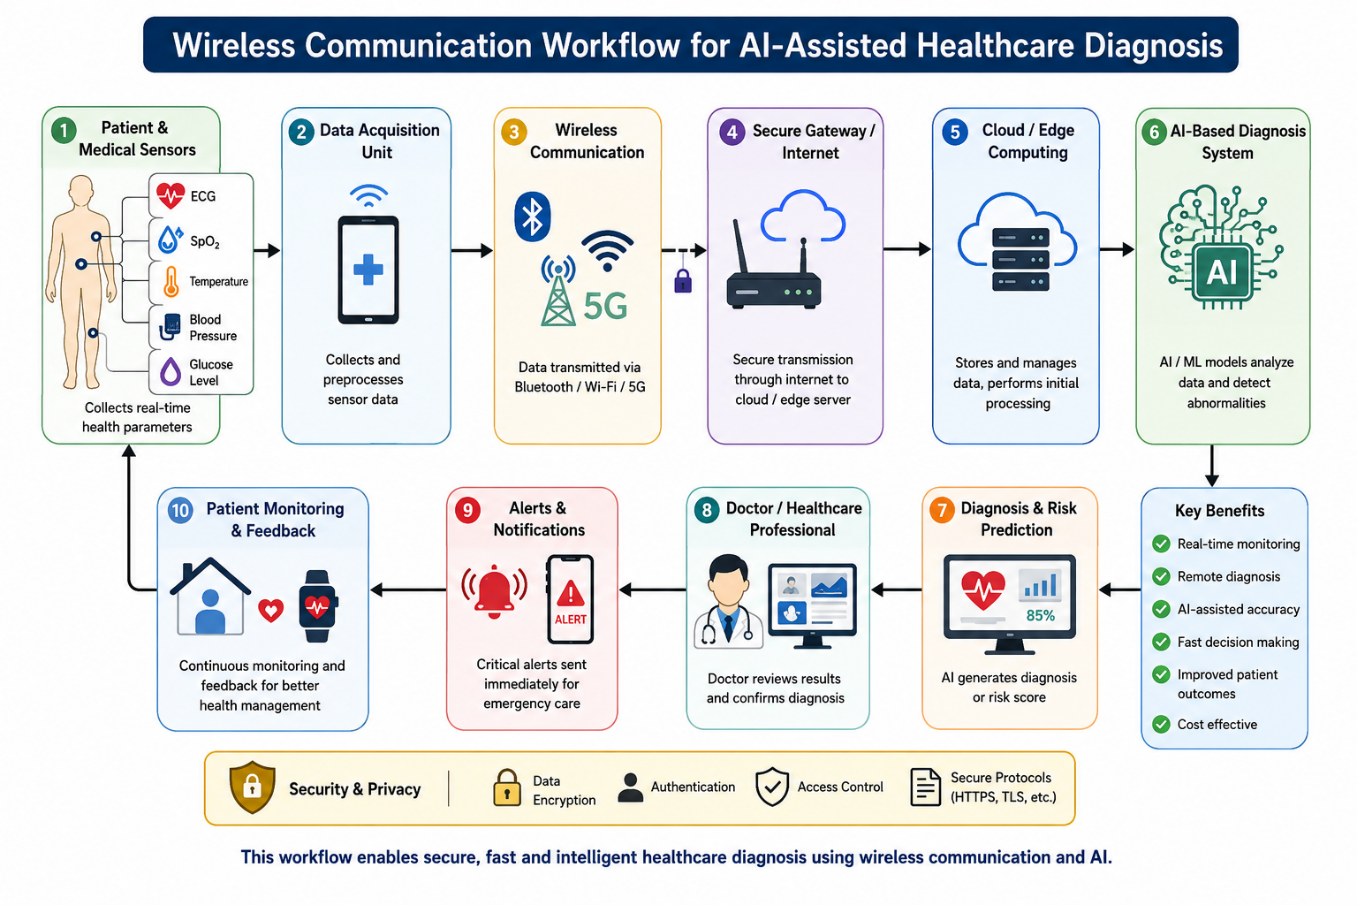 Wireless Communication Workflow for AI-Assisted Healthcare Diagnosis
1
Patient &
Medical Sensors
ECG
SpO₂
Temperature
Blood
Pressure
Glucose
Level
Collects real-time
health parameters
2
Data Acquisition
Unit
Collects and
preprocesses
sensor data
3
Wireless
Communication
5G
Data transmitted via
Bluetooth / Wi-Fi / 5G
4
Secure Gateway /
Internet
Secure transmission
through internet to
cloud / edge server
5
Cloud / Edge
Computing
Stores and manages
data, performs initial
processing
6
AI-Based Diagnosis
System
AI
AI / ML models analyze
data and detect
abnormalities
10
Patient Monitoring
& Feedback
Continuous monitoring and
feedback for better
health management
9
Alerts &
Notifications
ALERT
Critical alerts sent
immediately for
emergency care
8
Doctor / Healthcare
Professional
Doctor reviews results
and confirms diagnosis
7
Diagnosis & Risk
Prediction
85%
AI generates diagnosis
or risk score
Key Benefits
Real-time monitoring
Remote diagnosis
AI-assisted accuracy
Fast decision making
Improved patient
outcomes
Cost effective
Security & Privacy
Data
Encryption
Authentication
Access Control
Secure Protocols
(HTTPS, TLS, etc.)
This workflow enables secure, fast and intelligent healthcare diagnosis using wireless communication and AI.